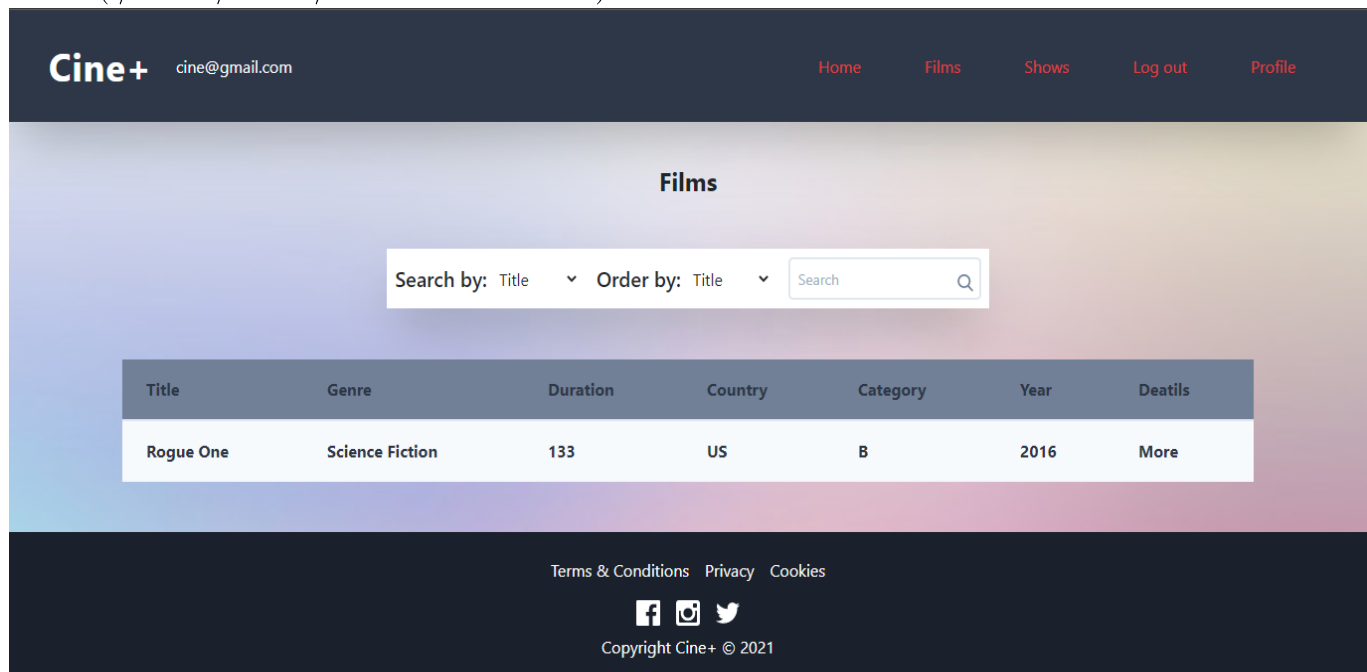 Cine+ cine@gmail.com Home Films Shows Log out Profile
Films
Search by: Title Order by: Title Search
Title Genre Duration Country Category Year Deatils
Rogue One Science Fiction 133 US B 2016 More
Terms & Conditions Privacy Cookies
Copyright Cine+ © 2021